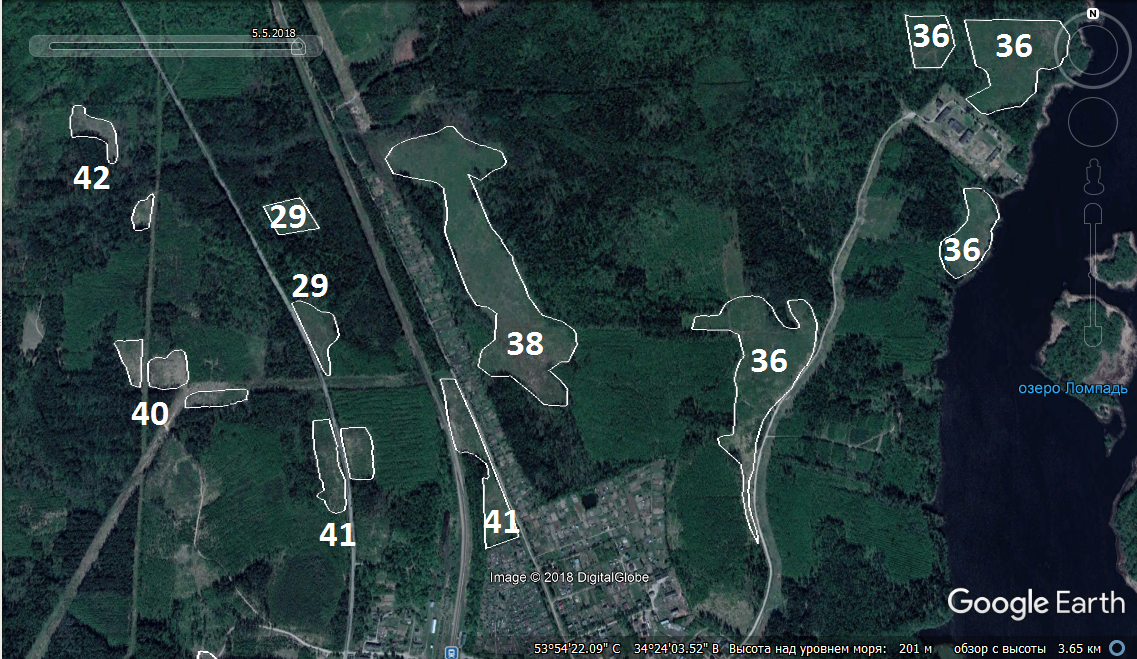 5.5.2018
N
36
36
42
29
36
29
38
36
озеро Ломпадь
40
41
41
Image © 2018 DigitalGlobe
Google Earth
53°54'22.09" С 34°24'03.52" В Высота над уровнем моря: 201 м обзор с высоты 3.65 км